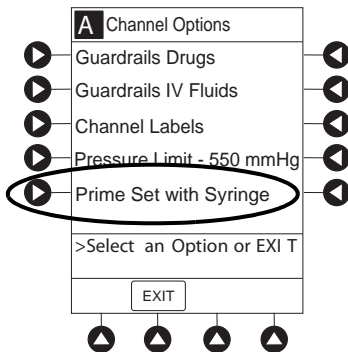 A Channel Options
Guardrails Drugs
Guardrails IV Fluids
Channel Labels
Pressure Limit - 550 mmHg
Prime Set with Syringe
>Select an Option or EXI T
EXIT